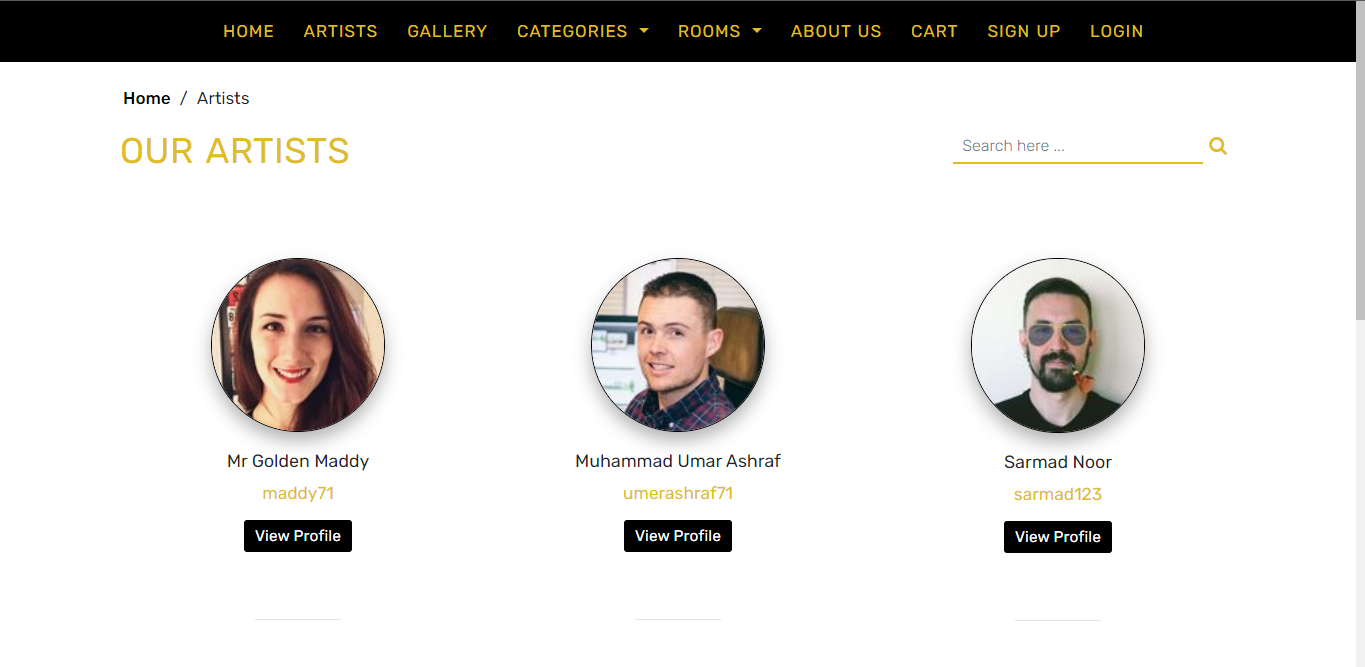 HOME ARTISTS GALLERY CATEGORIES ROOMS ABOUT US CART SIGN UP LOGIN
Home / Artists
OUR ARTISTS
Search here ...
Mr Golden Maddy
maddy71
View Profile
Muhammad Umar Ashraf
umerashraf71
View Profile
Sarmad Noor
sarmad123
View Profile